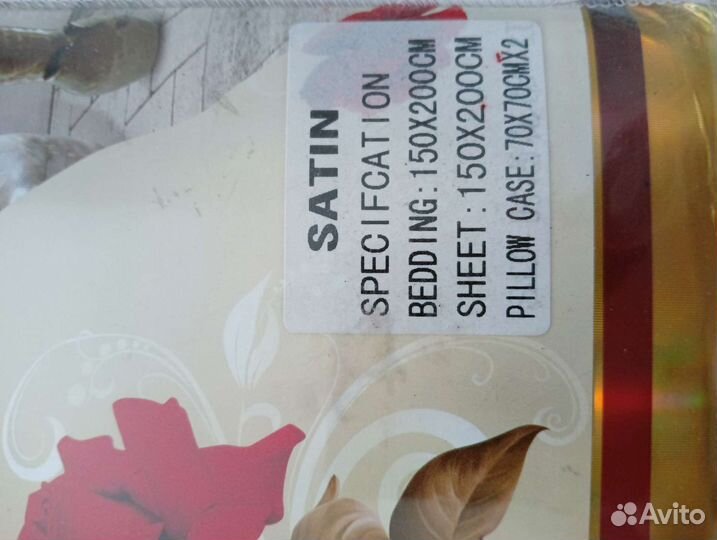 SATIN
SPECIFCATION
BEDDING:150X200CM
SHEET:150X200CM
PILLOW CASE:70X70CMX2
Avito